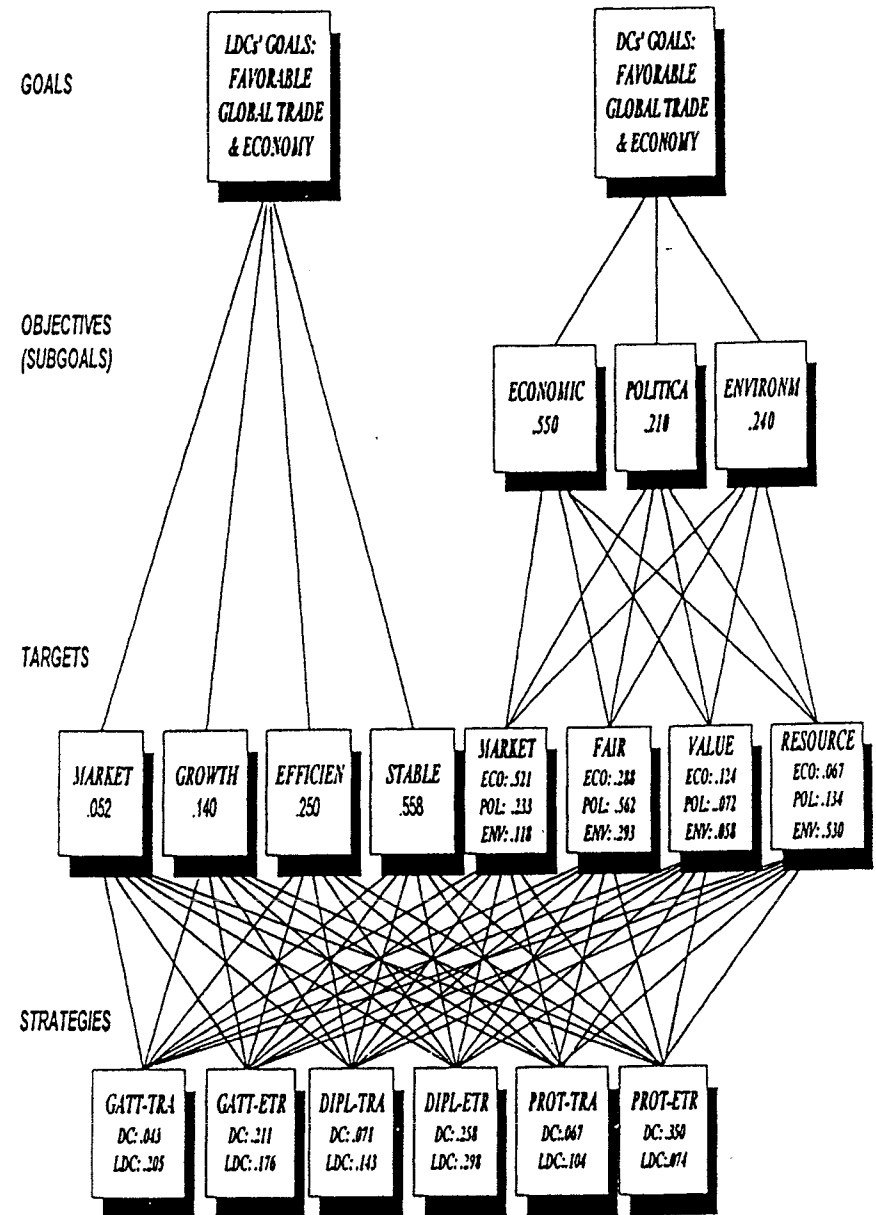 GOALS
LDCs' GOALS:
FAVORABLE
GLOBAL TRADE
& ECONOMY
DCs' GOALS:
FAVORABLE
GLOBAL TRADE
& ECONOMY
OBJECTIVES
(SUBGOALS)
ECONOMIC
.550
POLITICA
.210
ENVIRONM
.240
TARGETS
MARKET
.052
GROWTH
.140
EFFICIEN
.250
STABLE
.558
MARKET
ECO: .521
POL: .233
ENV: .118
FAIR
ECO: .288
POL: .562
ENV: .293
VALUE
ECO: .124
POL: .072
ENV: .058
RESOURCE
ECO: .067
POL: .134
ENV: .530
STRATEGIES
GATT-TRA
DC: .043
LDC: .205
GATT-ETR
DC: .211
LDC: .176
DIPL-TRA
DC: .071
LDC: .143
DIPL-ETR
DC: .258
LDC: .298
PROT-TRA
DC:.067
LDC: .104
PROT-ETR
DC: .350
LDC:.074